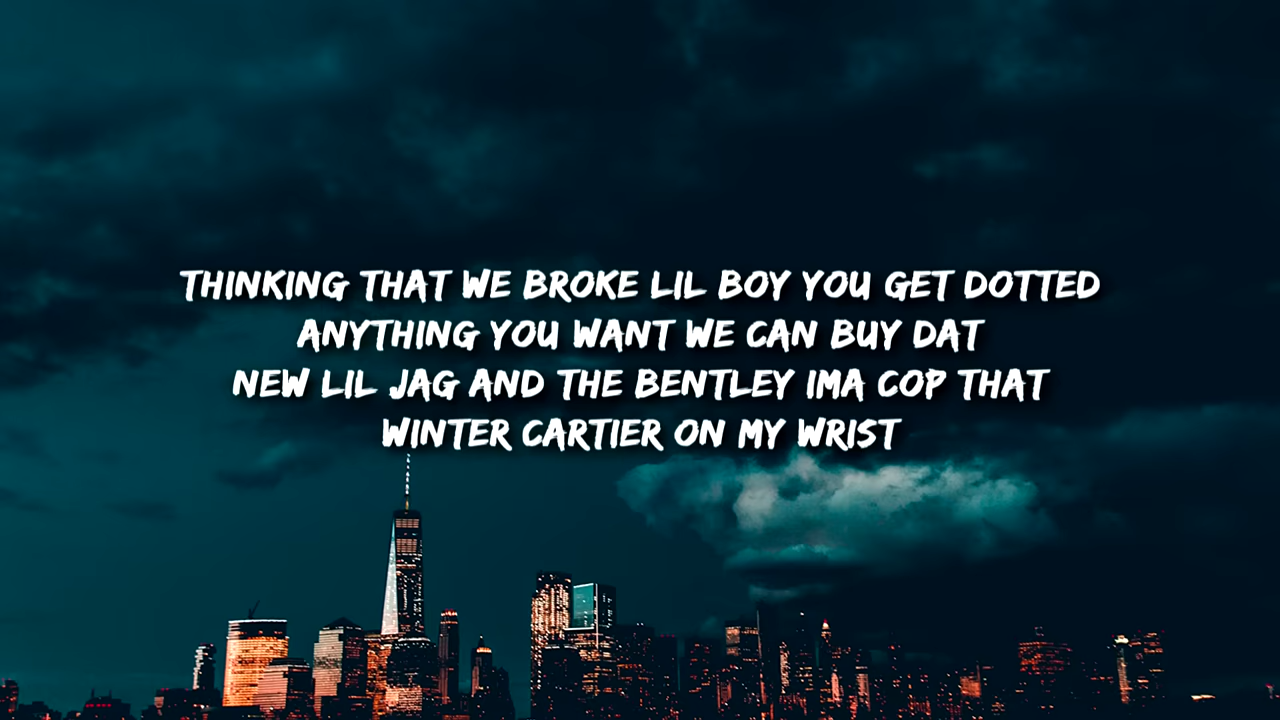 THINKING THAT WE BROKE LIL BOY YOU GET DOTTED
ANYTHING YOU WANT WE CAN BUY DAT
NEW LIL JAG AND THE BENTLEY IMA COP THAT
WINTER CARTIER ON MY WRIST